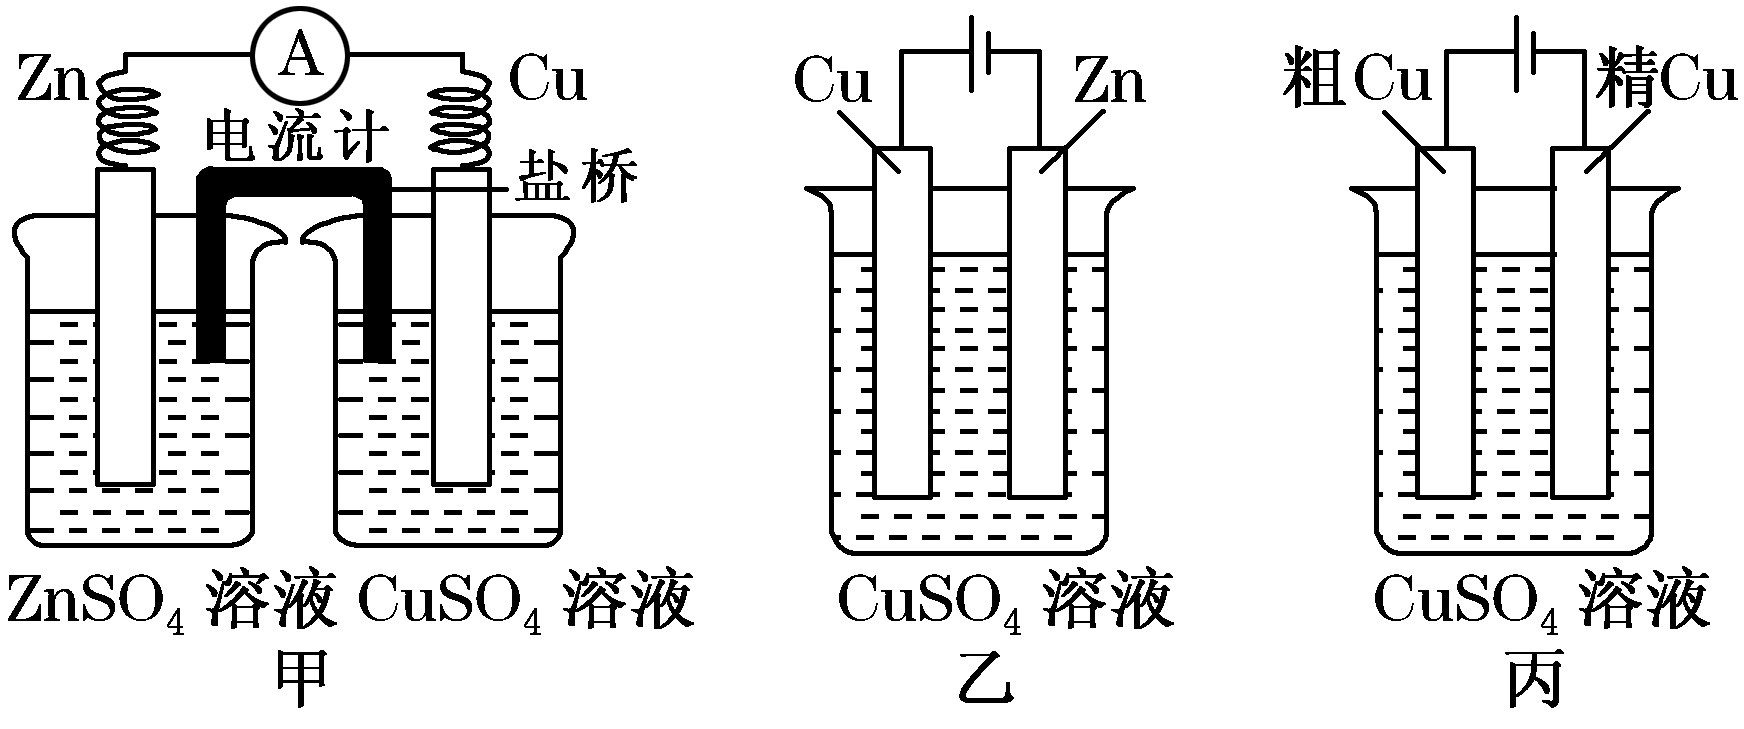 Zn
A
Cu
电流计
盐桥
ZnSO₄ 溶液 CuSO₄ 溶液
甲
Cu
Zn
CuSO₄ 溶液
乙
粗Cu
精Cu
CuSO₄ 溶液
丙